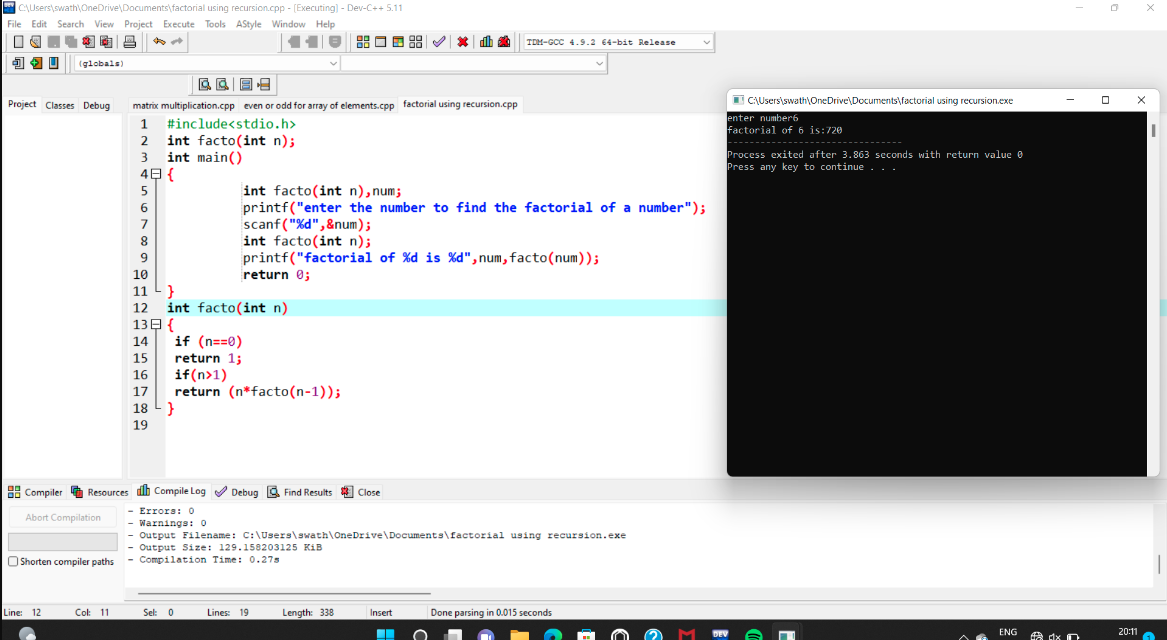 C:\Users\swath\OneDrive\Documents\factorial using recursion.cpp - [Executing] - Dev-C++ 5.11
File Edit Search View Project Execute Tools AStyle Window Help
TDM-GCC 4.9.2 64-bit Release
(globals)
Project Classes Debug
matrix multiplication.cpp even or odd for array of elements.cpp factorial using recursion.cpp
1 #include<stdio.h>
2 int facto(int n);
3 int main()
4 {
5 int facto(int n),num;
6 printf("enter the number to find the factorial of a number");
7 scanf("%d",&num);
8 int facto(int n);
9 printf("factorial of %d is %d",num,facto(num));
10 return 0;
11 }
12 int facto(int n)
13 {
14 if (n==0)
15 return 1;
16 if(n>1)
17 return (n*facto(n-1));
18 }
19
C:\Users\swath\OneDrive\Documents\factorial using recursion.exe
enter number6
factorial of 6 is:720
--------------------------------
Process exited after 3.863 seconds with return value 0
Press any key to continue . . .
Compiler Resources Compile Log Debug Find Results Close
Abort Compilation
Shorten compiler paths
- Errors: 0
- Warnings: 0
- Output Filename: C:\Users\swath\OneDrive\Documents\factorial using recursion.exe
- Output Size: 129.158203125 KiB
- Compilation Time: 0.27s
Line: 12 Col: 11 Sel: 0 Lines: 19 Length: 338 Insert Done parsing in 0.015 seconds
DEV
ENG
20:11